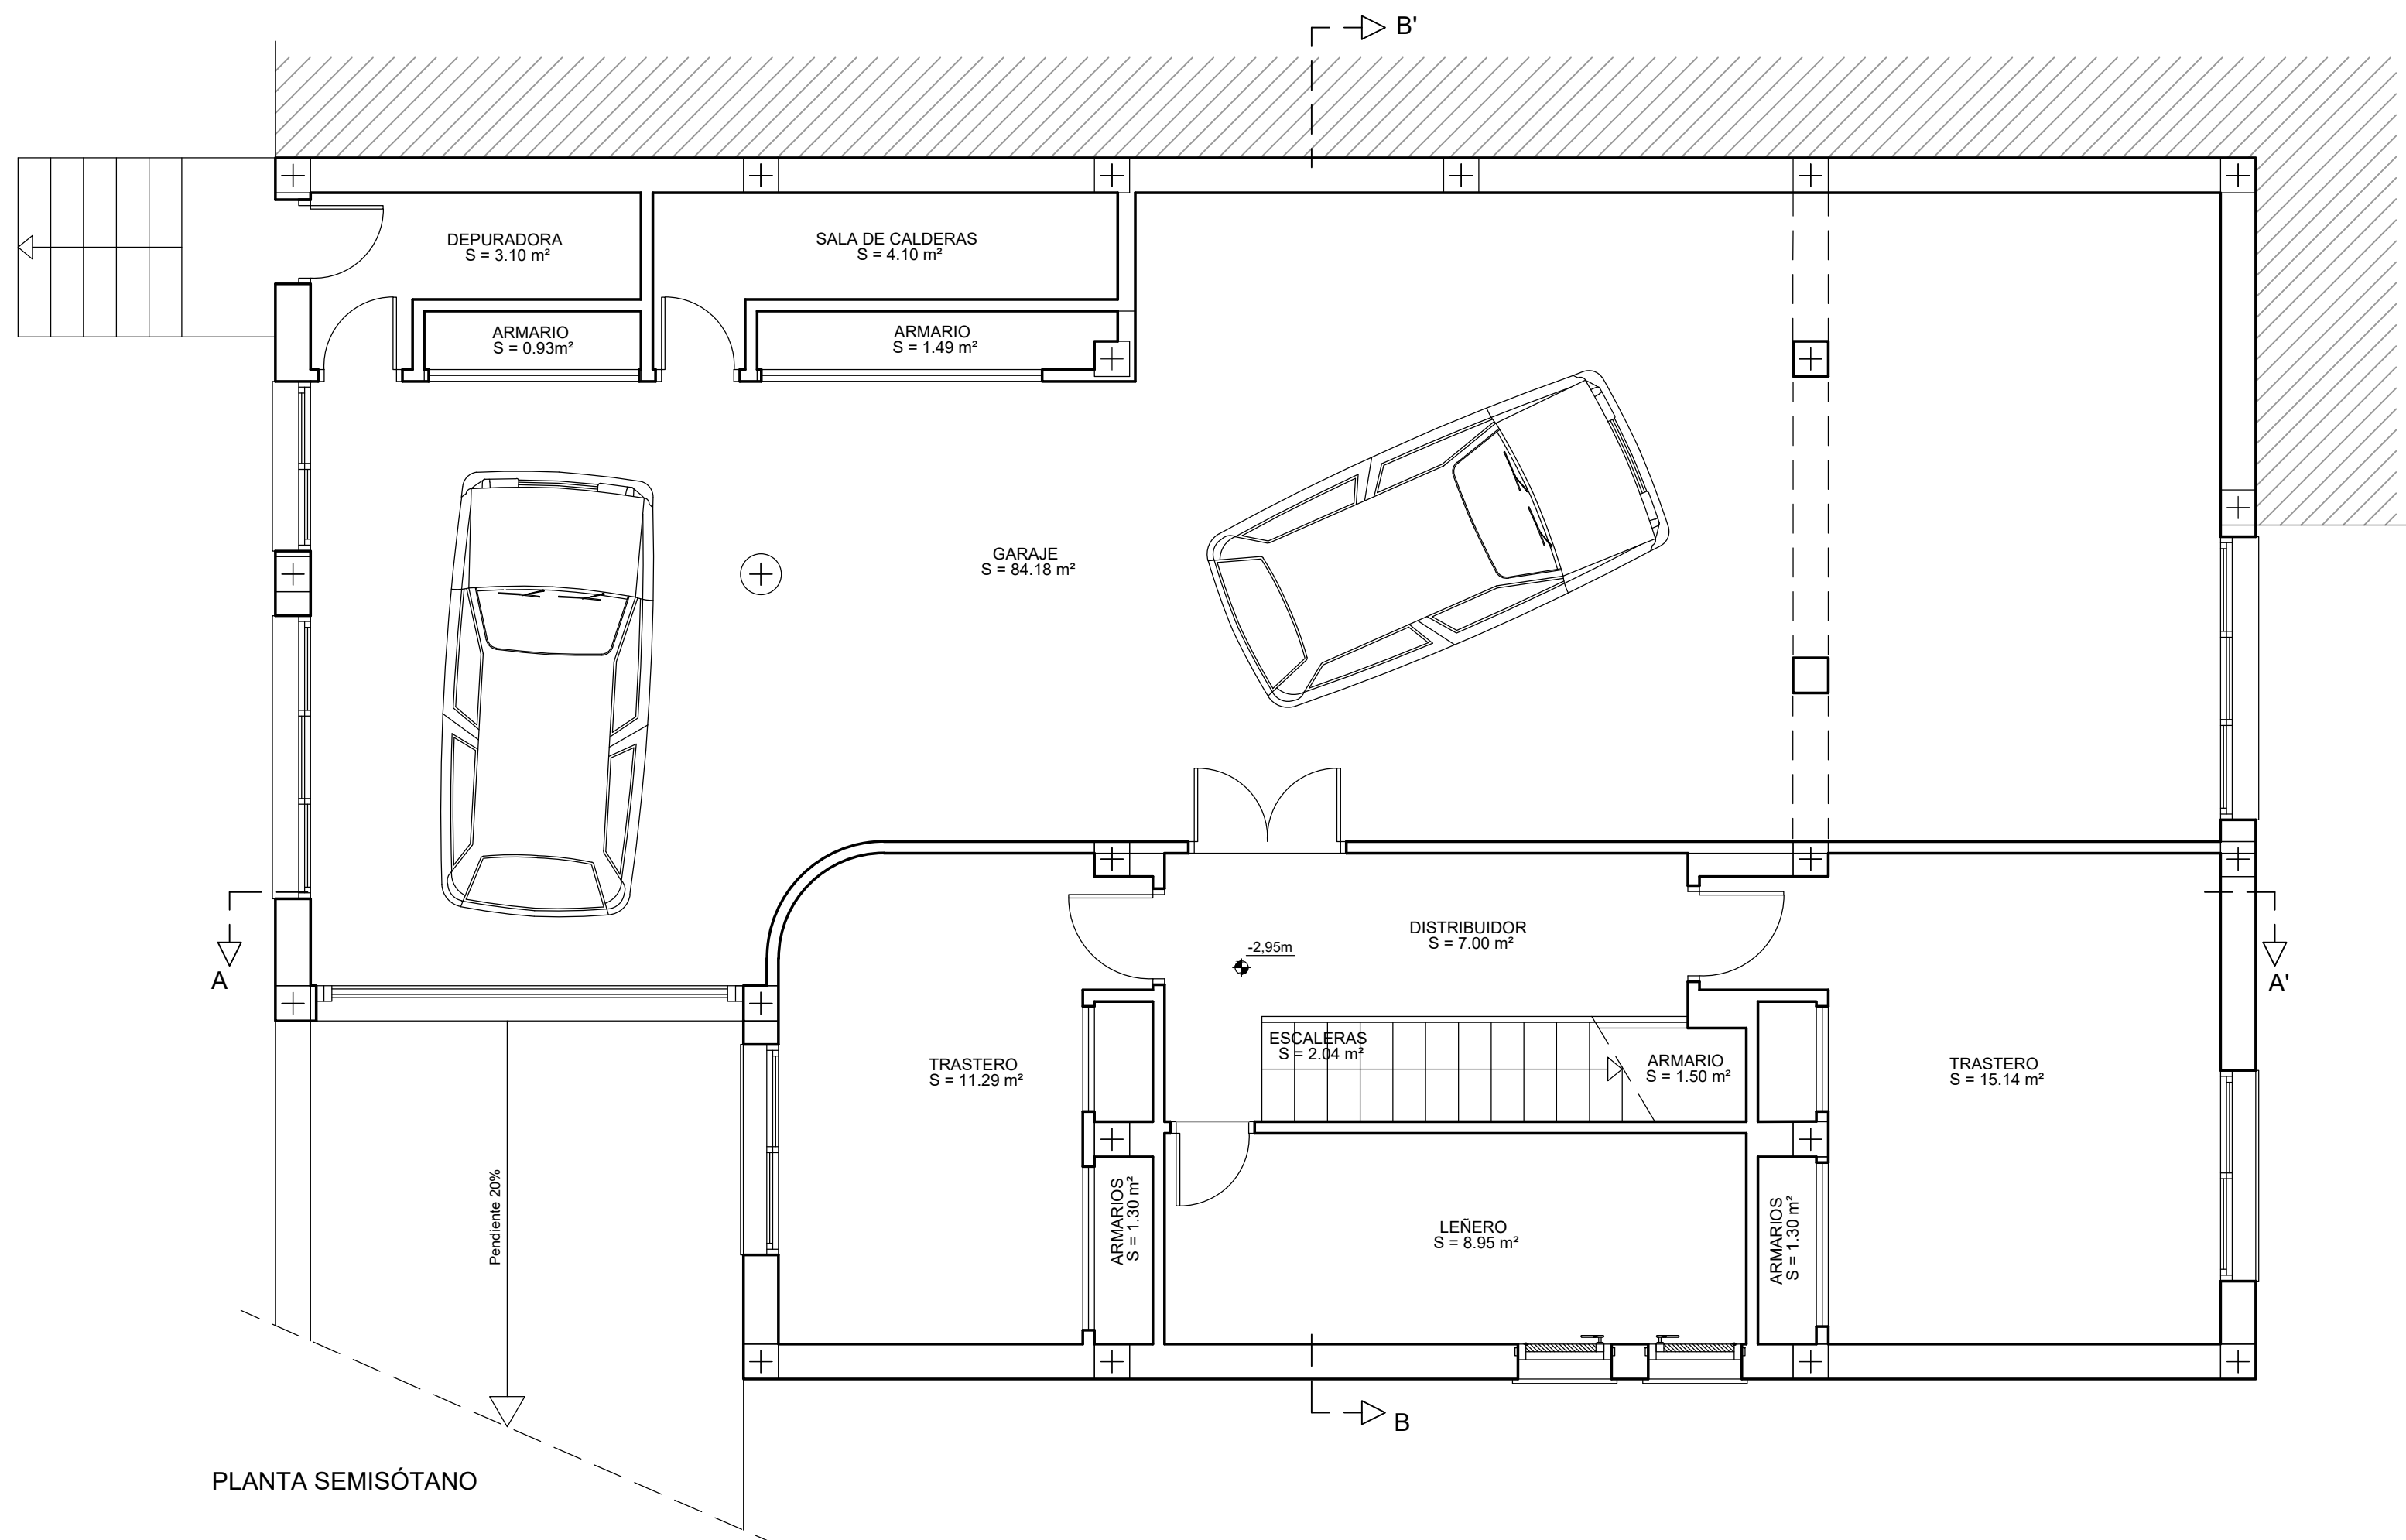 B'
DEPURADORA
S = 3.10 m²
SALA DE CALDERAS
S = 4.10 m²
ARMARIO
S = 0.93m²
ARMARIO
S = 1.49 m²
GARAJE
S = 84.18 m²
DISTRIBUIDOR
S = 7.00 m²
-2,95m
A
A'
ESCALERAS
S = 2.04 m²
ARMARIO
S = 1.50 m²
TRASTERO
S = 11.29 m²
TRASTERO
S = 15.14 m²
Pendiente 20%
ARMARIOS
S = 1.30 m²
LEÑERO
S = 8.95 m²
ARMARIOS
S = 1.30 m²
B
PLANTA SEMISÓTANO